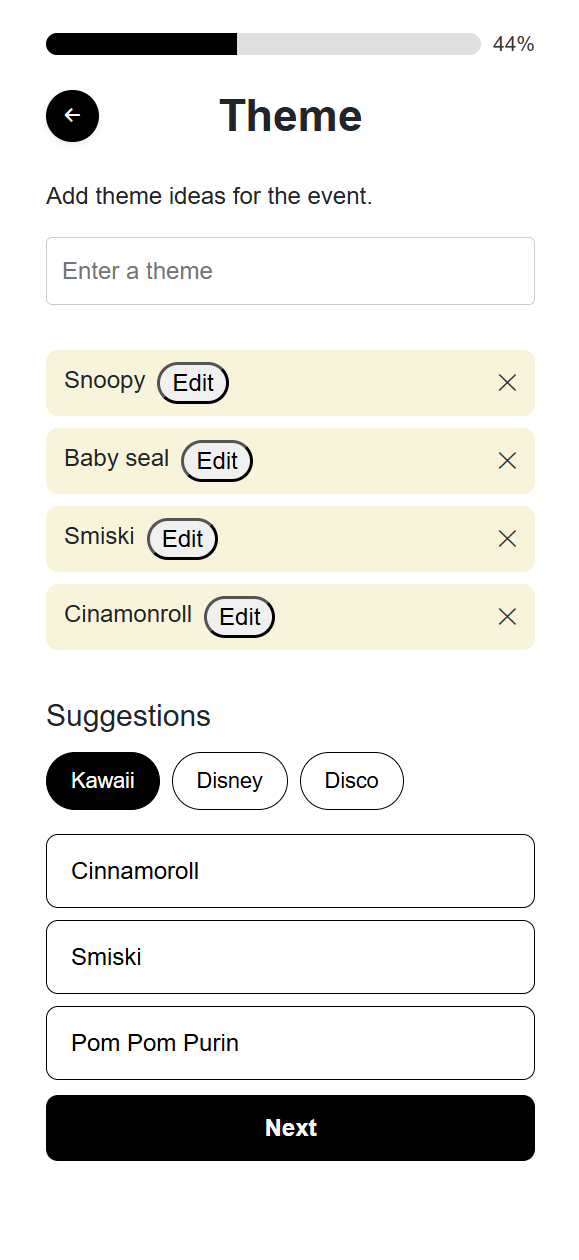 44%
Theme
Add theme ideas for the event.
Enter a theme
Snoopy Edit
Baby seal Edit
Smiski Edit
Cinamonroll Edit
Suggestions
Kawaii Disney Disco
Cinnamoroll
Smiski
Pom Pom Purin
Next